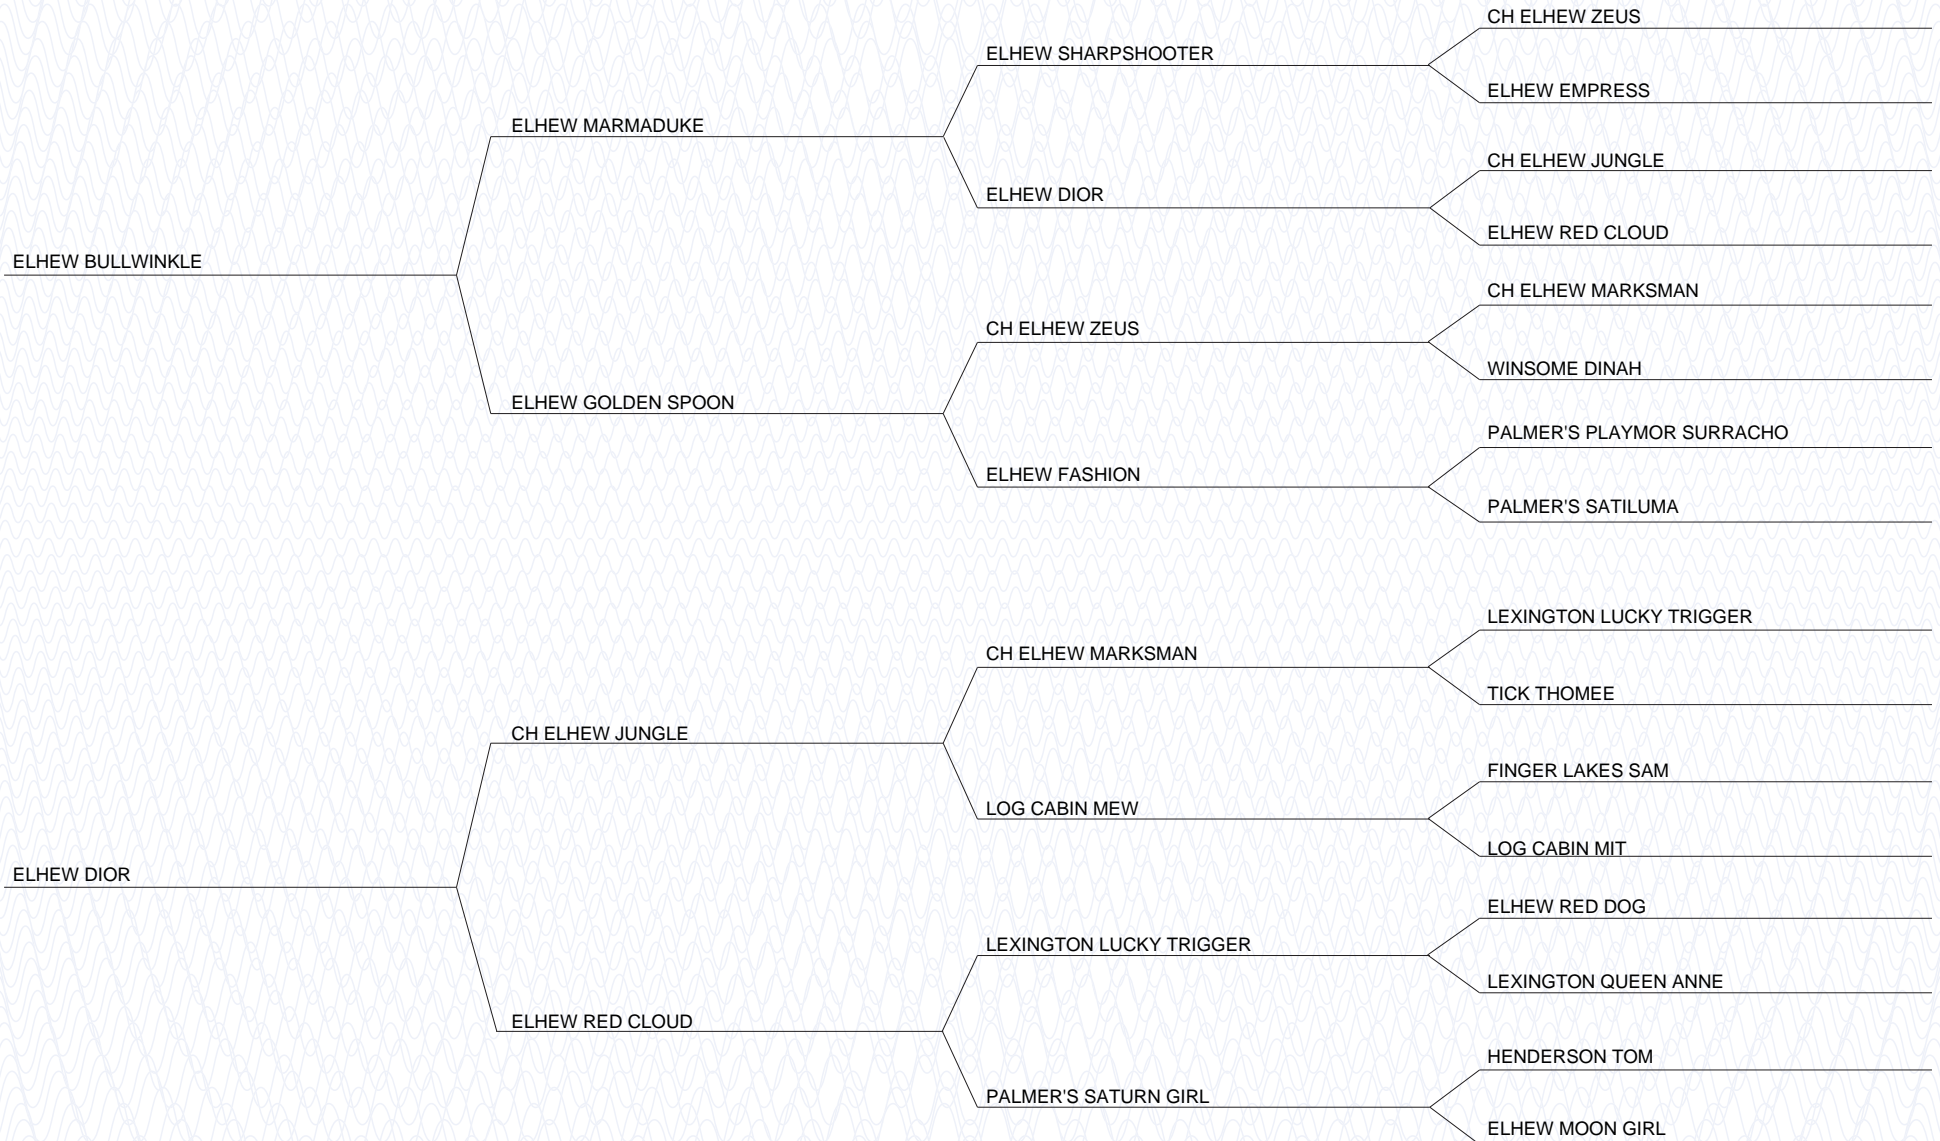 CH ELHEW ZEUS
ELHEW SHARPSHOOTER
ELHEW EMPRESS
ELHEW MARMADUKE
CH ELHEW JUNGLE
ELHEW DIOR
ELHEW RED CLOUD
ELHEW BULLWINKLE
CH ELHEW MARKSMAN
CH ELHEW ZEUS
WINSOME DINAH
ELHEW GOLDEN SPOON
PALMER'S PLAYMOR SURRACHO
ELHEW FASHION
PALMER'S SATILUMA
LEXINGTON LUCKY TRIGGER
CH ELHEW MARKSMAN
TICK THOMEE
CH ELHEW JUNGLE
FINGER LAKES SAM
LOG CABIN MEW
LOG CABIN MIT
ELHEW DIOR
ELHEW RED DOG
LEXINGTON LUCKY TRIGGER
LEXINGTON QUEEN ANNE
ELHEW RED CLOUD
HENDERSON TOM
PALMER'S SATURN GIRL
ELHEW MOON GIRL